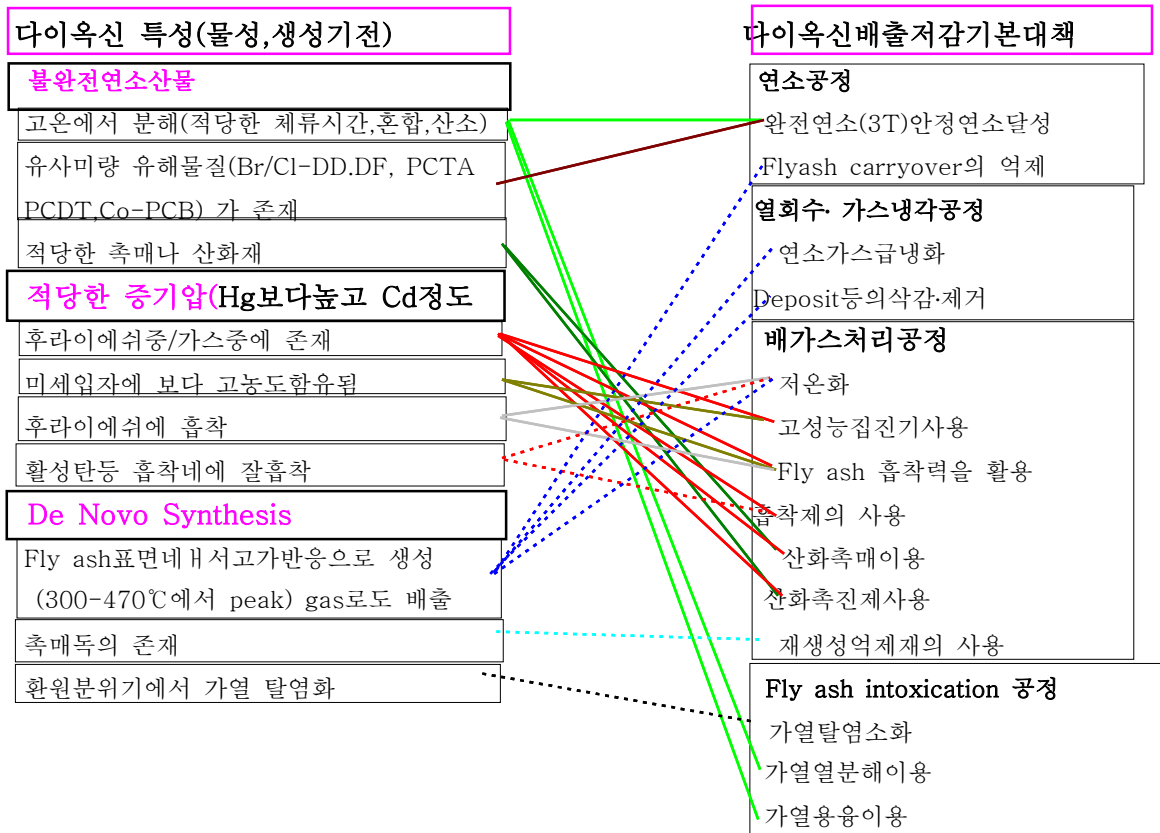 다이옥신 특성(물성,생성기전)
불완전연소산물
고온에서 분해(적당한 체류시간,혼합,산소)
유사미량 유해물질(Br/Cl-DD.DF, PCTA
PCDT,Co-PCB) 가 존재
적당한 촉매나 산화재
적당한 증기압(Hg보다높고 Cd정도
후라이에쉬중/가스중에 존재
미세입자에 보다 고농도함유됨
후라이에쉬에 흡착
활성탄등 흡착네에 잘흡착
De Novo Synthesis
Fly ash표면네ㅐ서고가반응으로 생성
(300-470℃에서 peak) gas로도 배출
촉매독의 존재
환원분위기에서 가열 탈염화
다이옥신배출저감기본대책
연소공정
완전연소(3T)안정연소달성
Flyash carryover의 억제
열회수· 가스냉각공정
연소가스급냉화
Deposit등의삭감·제거
배가스처리공정
저온화
고성능집진기사용
Fly ash 흡착력을 활용
흡착제의 사용
산화촉매이용
산화촉진제사용
재생성억제재의 사용
Fly ash intoxication 공정
가열탈염소화
가열열분해이용
가열용융이용